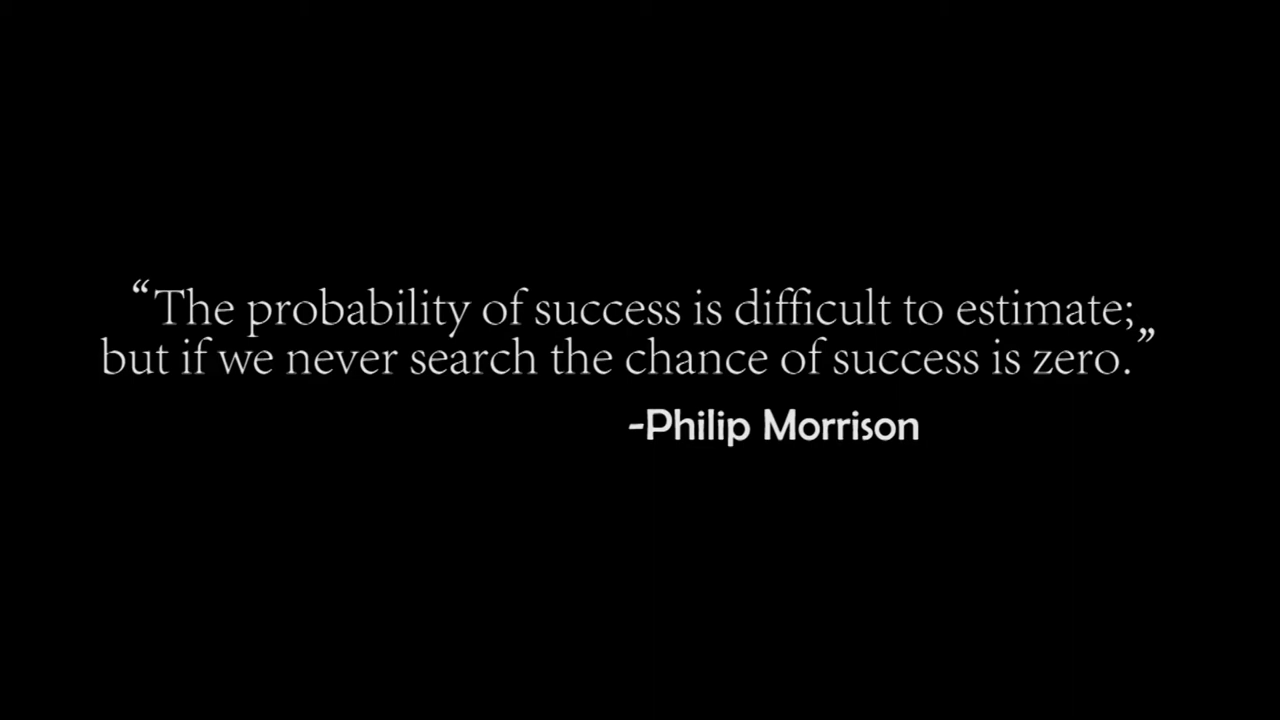 “The probability of success is difficult to estimate;
but if we never search the chance of success is zero.”
-Philip Morrison